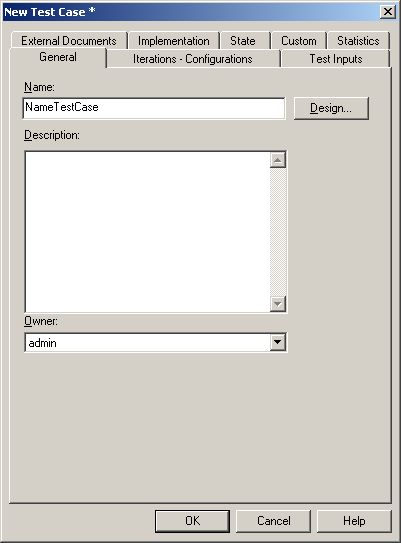 New Test Case *
External Documents Implementation State Custom Statistics
General Iterations - Configurations Test Inputs
Name:
NameTestCase Design...
Description:
Owner:
admin
OK Cancel Help